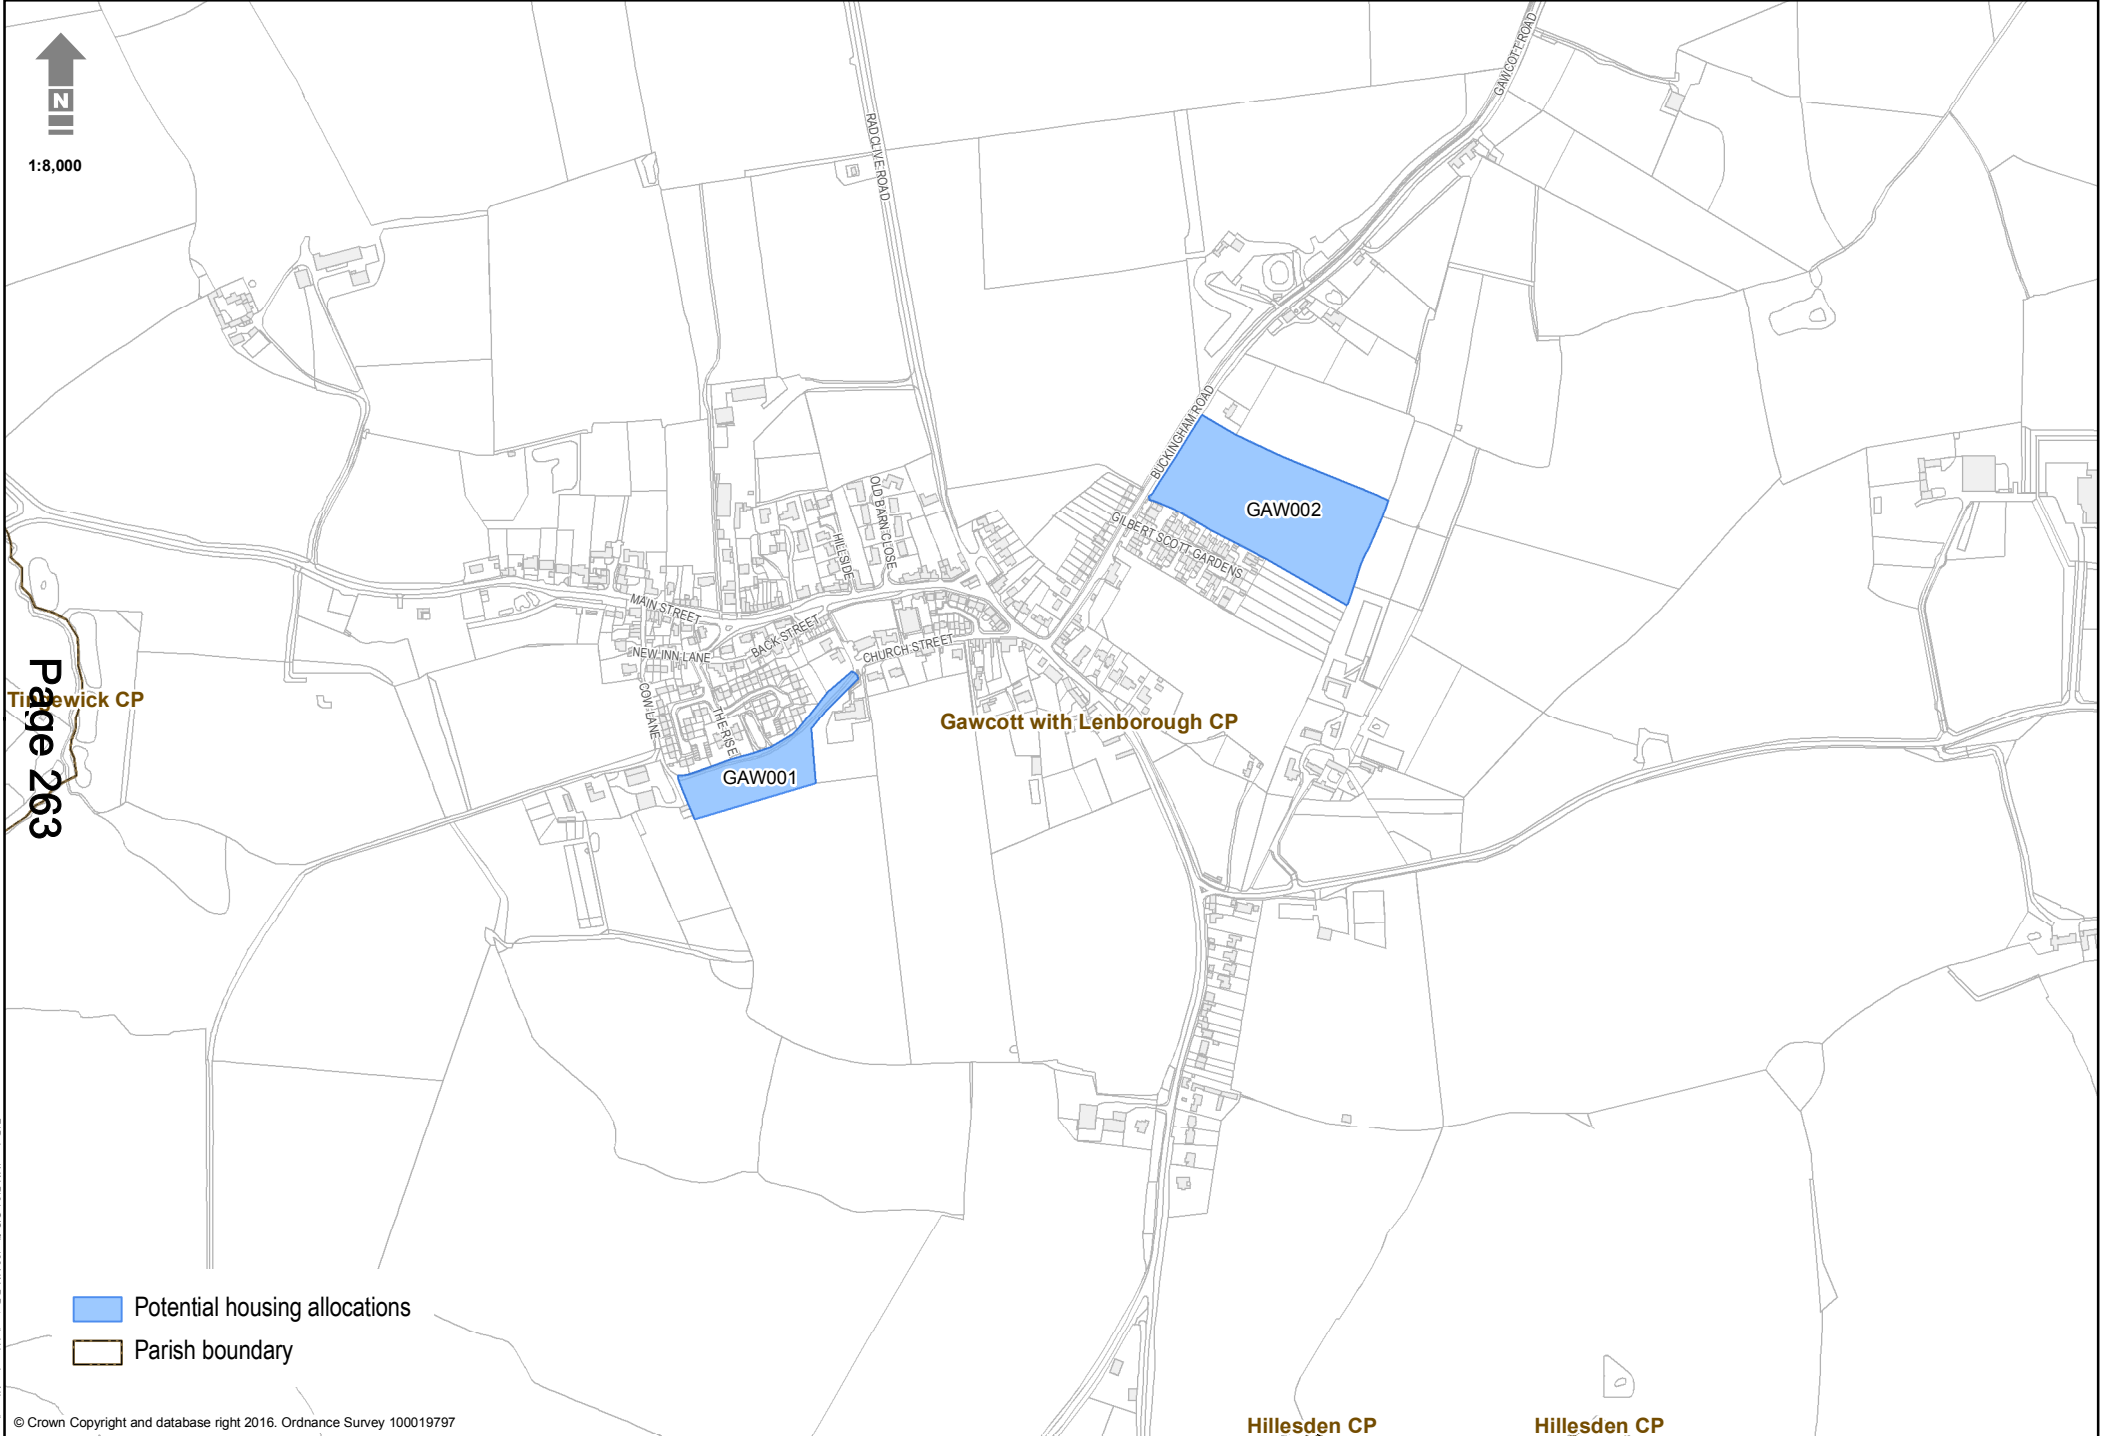 N
1:8,000
GAWCOTT ROAD
RADCLIVE ROAD
BUCKINGHAM ROAD
GAW002
GILBERT SCOTT GARDENS
OLD BARN CLOSE
HILLSIDE
MAIN STREET
BACK STREET
CHURCH STREET
NEW INN LANE
COW LANE
THE RISE
GAW001
Tingewick CP
Page 263
Gawcott with Lenborough CP
Potential housing allocations
Parish boundary
© Crown Copyright and database right 2016. Ordnance Survey 100019797
Hillesden CP
Hillesden CP